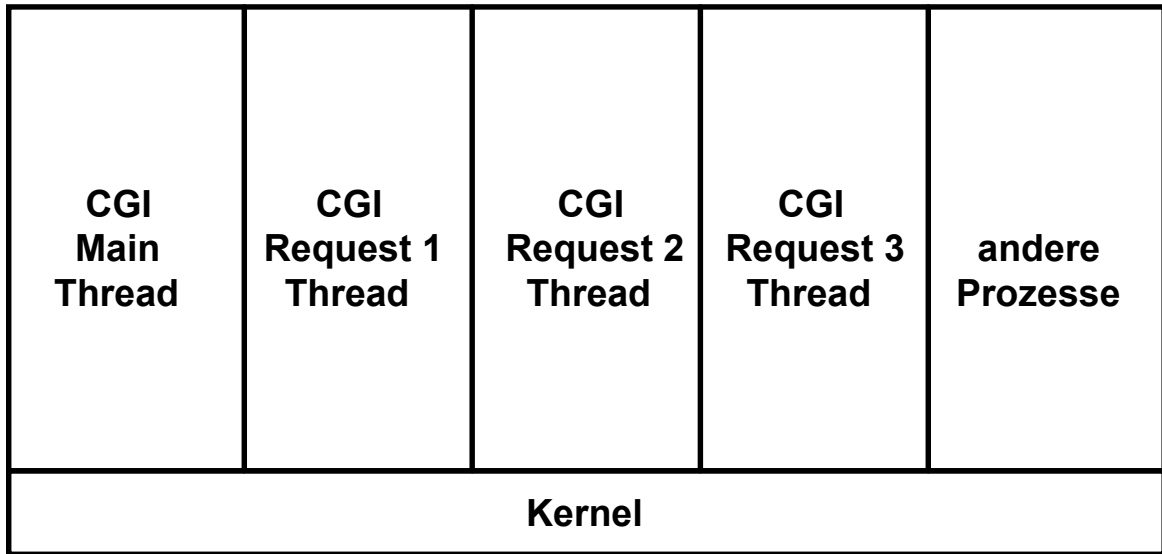 CGI
Main
Thread
CGI
Request 1
Thread
CGI
Request 2
Thread
CGI
Request 3
Thread
andere
Prozesse
Kernel